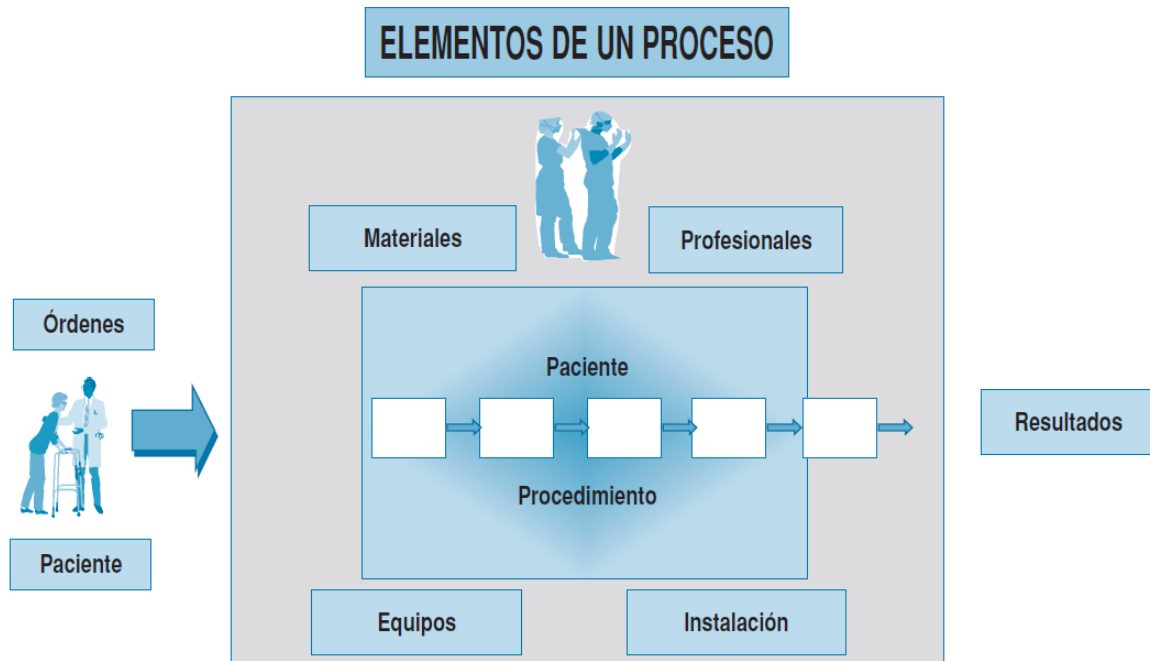 ELEMENTOS DE UN PROCESO
Materiales
Profesionales
Órdenes
Paciente
Paciente
Procedimiento
Resultados
Equipos
Instalación